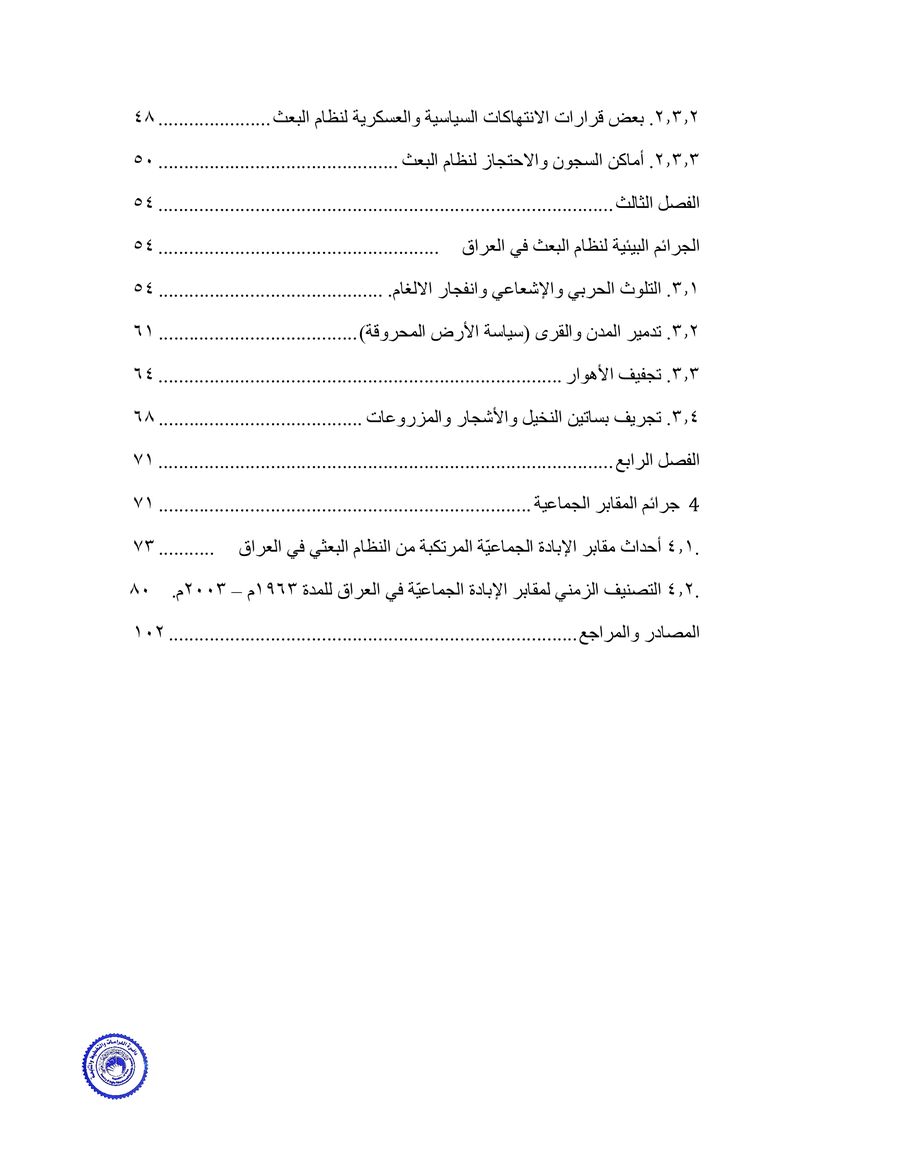 ٢,٣,٢. بعض قرارات الانتهاكات السياسية والعسكرية لنظام البعث ...................... ٤٨
٢,٣,٣. أماكن السجون والاحتجاز لنظام البعث ............................................... ٥٠
الفصل الثالث ......................................................................................... ٥٤
الجرائم البيئية لنظام البعث في العراق ....................................................... ٥٤
٣,١. التلوث الحربي والإشعاعي وانفجار الالغام. ............................................ ٥٤
٣,٢. تدمير المدن والقرى (سياسة الأرض المحروقة) ....................................... ٦١
٣,٣. تجفيف الأهوار ............................................................................... ٦٤
٣,٤. تجريف بساتين النخيل والأشجار والمزروعات ........................................ ٦٨
الفصل الرابع ......................................................................................... ٧١
4 جرائم المقابر الجماعية ......................................................................... ٧١
.٤,١ أحداث مقابر الإبادة الجماعيّة المرتكبة من النظام البعثي في العراق ........... ٧٣
.٤,٢ التصنيف الزمني لمقابر الإبادة الجماعيّة في العراق للمدة ١٩٦٣م – ٢٠٠٣م. ٨٠
المصادر والمراجع ................................................................................ ١٠٢
دائرة الدراسات والتخطيط والمتابعة